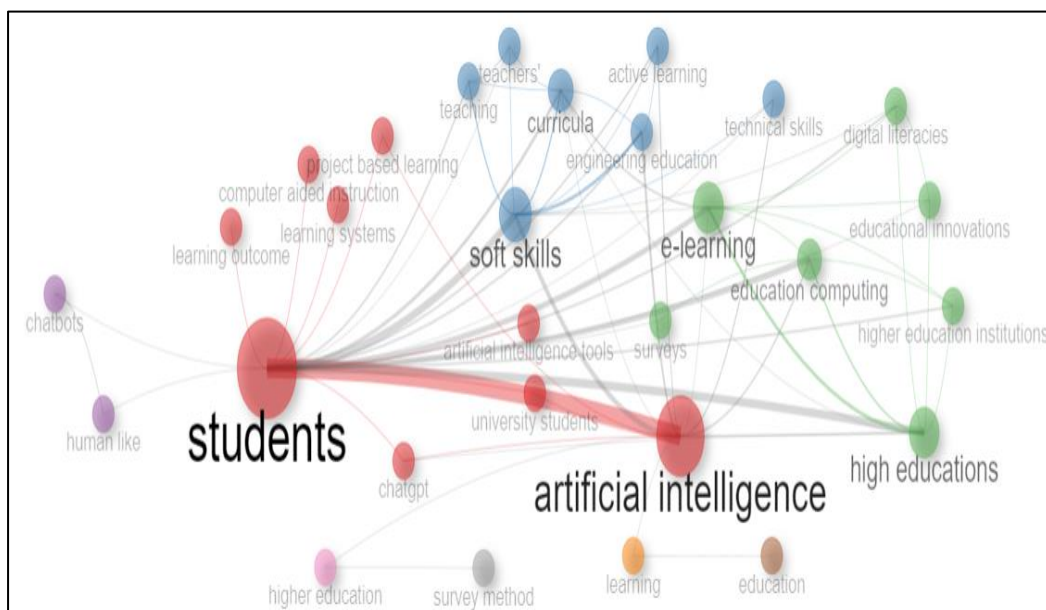 teachers'
active learning
teaching
curricula
technical skills
digital literacies
project based learning
engineering education
computer aided instruction
learning systems
learning outcome
soft skills
e-learning
educational innovations
education computing
chatbots
artificial intelligence tools
surveys
higher education institutions
students
university students
human like
chatgpt
artificial intelligence
high educations
higher education
survey method
learning
education